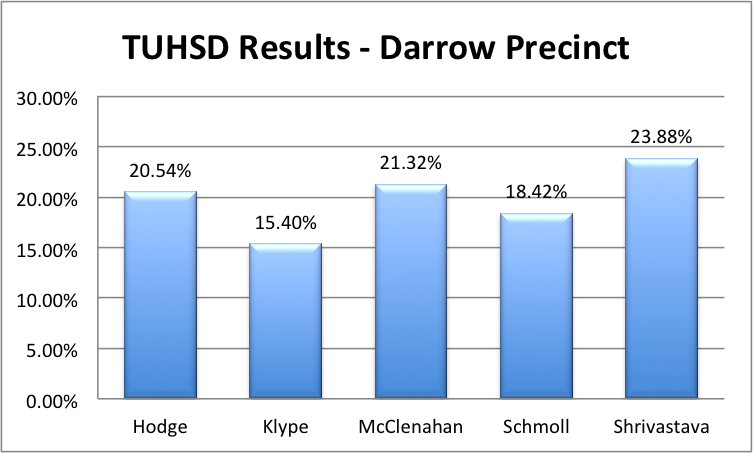 TUHSD Results - Darrow Precinct
30.00%
25.00%
20.00%
15.00%
10.00%
5.00%
0.00%
20.54%
15.40%
21.32%
18.42%
23.88%
Hodge
Klype
McClenahan
Schmoll
Shrivastava